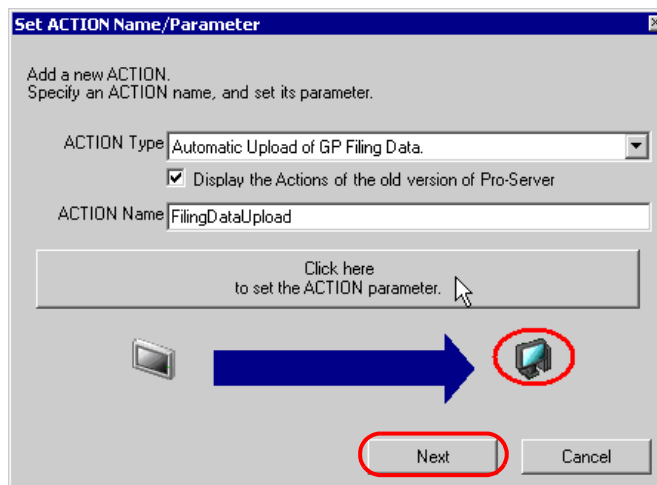 Set ACTION Name/Parameter
Add a new ACTION.
Specify an ACTION name, and set its parameter.
ACTION Type Automatic Upload of GP Filing Data.
Display the Actions of the old version of Pro-Server
ACTION Name FilingDataUpload
Click here
to set the ACTION parameter.
Next Cancel